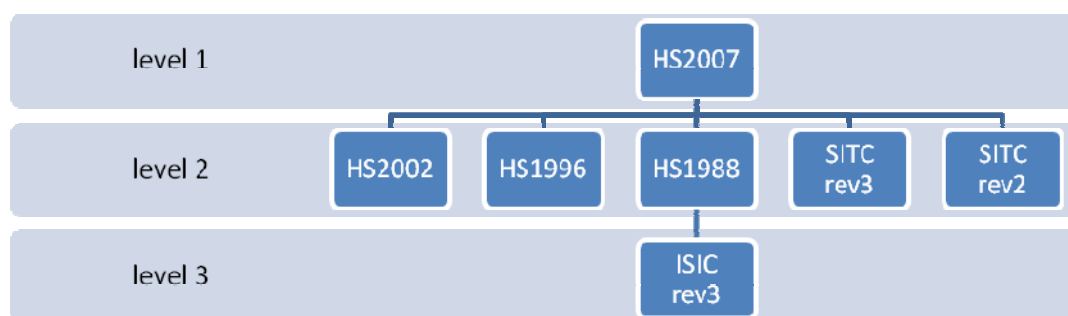 level 1
HS2007
level 2
HS2002
HS1996
HS1988
SITC
rev3
SITC
rev2
level 3
ISIC
rev3